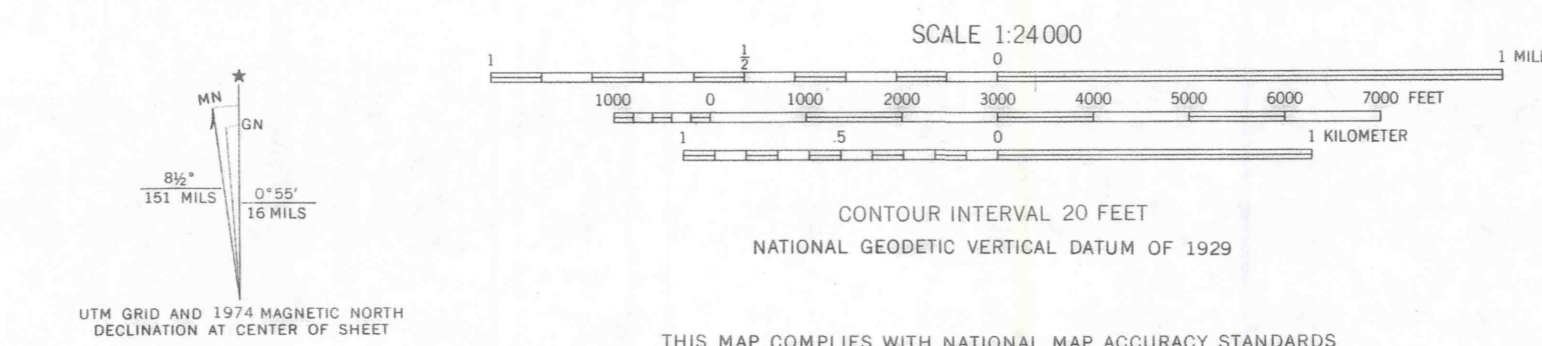 SCALE 1:24000
1 ½ 0 1 MILE
1000 0 1000 2000 3000 4000 5000 6000 7000 FEET
1 .5 0 1 KILOMETER
CONTOUR INTERVAL 20 FEET
NATIONAL GEODETIC VERTICAL DATUM OF 1929
THIS MAP COMPLIES WITH NATIONAL MAP ACCURACY STANDARDS
MN
GN
8½°
151 MILS
0°55′
16 MILS
UTM GRID AND 1974 MAGNETIC NORTH
DECLINATION AT CENTER OF SHEET